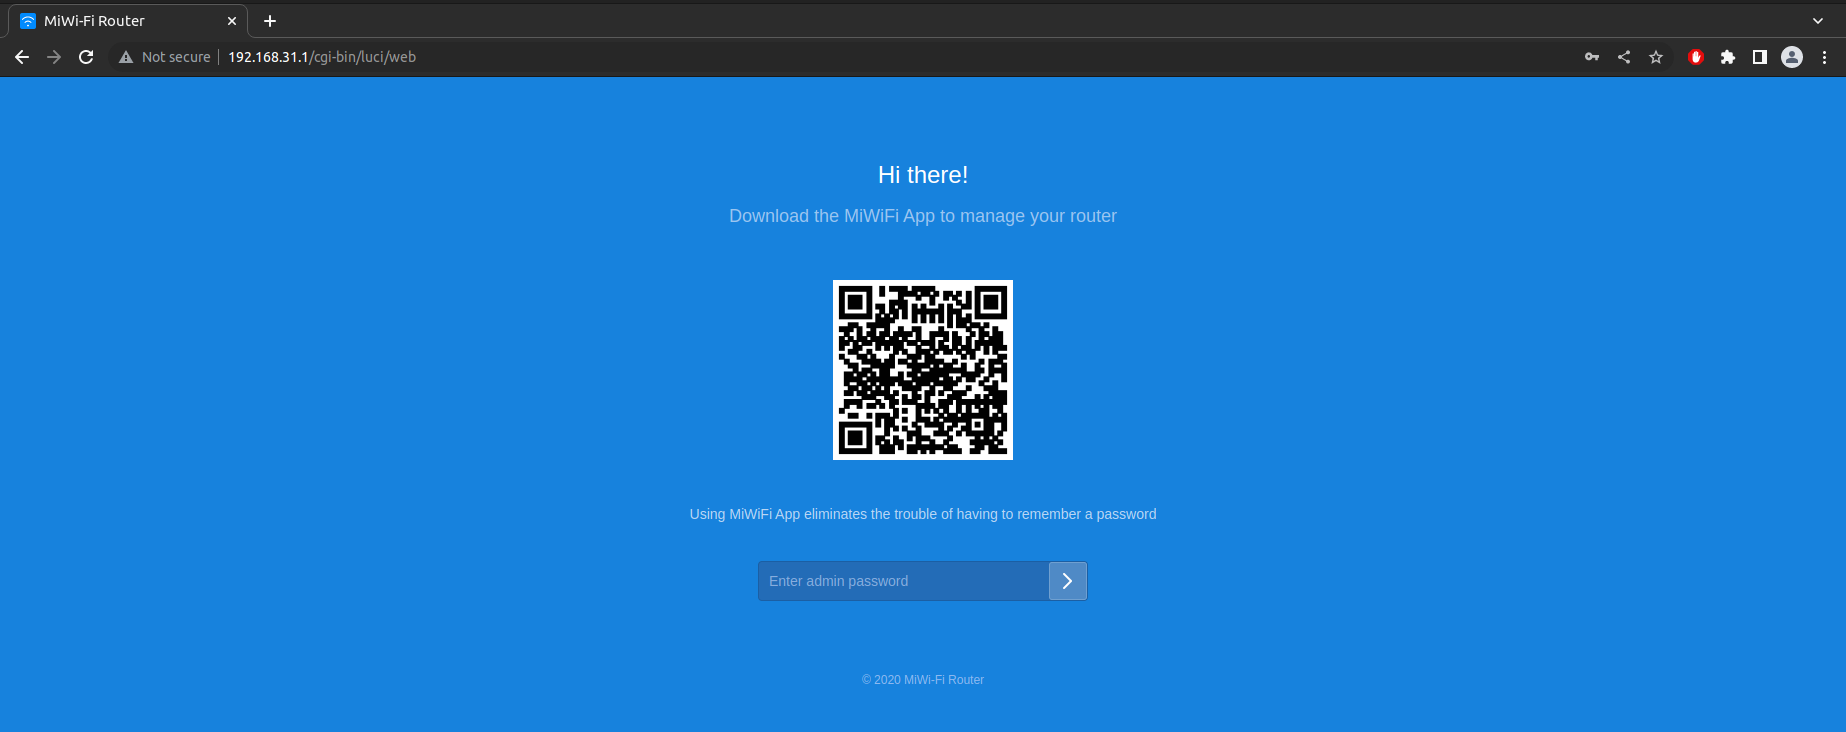 MiWi-Fi Router
Not secure
192.168.31.1/cgi-bin/luci/web
Hi there!
Download the MiWiFi App to manage your router
Using MiWiFi App eliminates the trouble of having to remember a password
Enter admin password
© 2020 MiWi-Fi Router